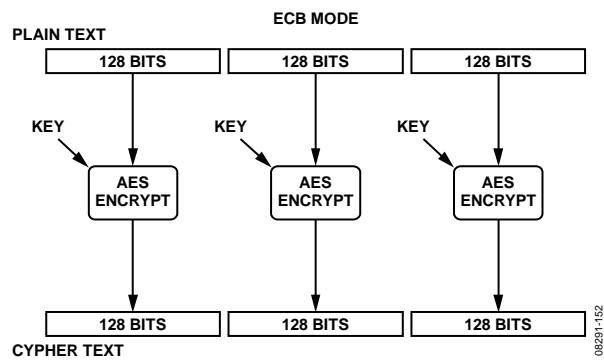 ECB MODE
PLAIN TEXT
128 BITS 128 BITS 128 BITS
KEY KEY KEY
AES ENCRYPT AES ENCRYPT AES ENCRYPT
128 BITS 128 BITS 128 BITS
CYPHER TEXT
08291-152